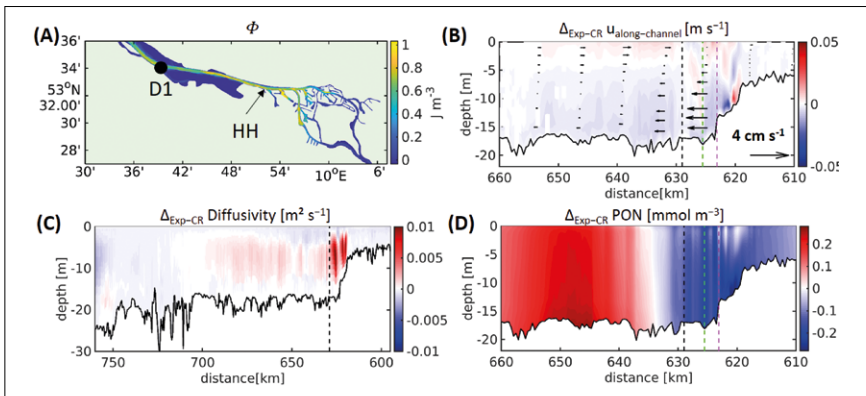 (A)
Φ
36'
34'
53°N
32.00'
30'
28'
30' 36' 42' 48' 54' 10°E 6'
D1
HH
1
0.8
0.6
0.4
0.2
0
J m⁻³
(B)
Δ Exp-CR u along-channel [m s⁻¹]
depth [m]
0
-5
-10
-15
-20
660 650 640 630 620 610
distance[km]
4 cm s⁻¹
0.05
0
-0.05
(C)
Δ Exp-CR Diffusivity [m² s⁻¹]
depth [m]
0
-10
-20
-30
750 700 650 600
distance[km]
0.010
0.005
0
-0.005
-0.01
(D)
Δ Exp-CR PON [mmol m⁻³]
depth [m]
0
-5
-10
-15
-20
660 650 640 630 620 610
distance[km]
0.2
0.1
0
-0.1
-0.2